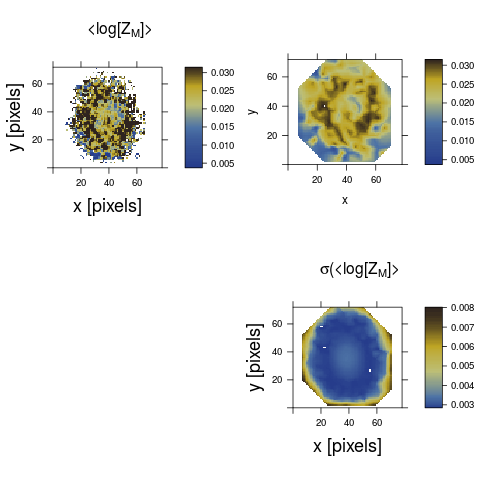 <log[Z_M]>
60
40
20
20 40 60
y [pixels]
x [pixels]
0.030
0.025
0.020
0.015
0.010
0.005
60
40
20
20 40 60
y
x
0.030
0.025
0.020
0.015
0.010
0.005
σ(<log[Z_M]>
60
40
20
20 40 60
y [pixels]
x [pixels]
0.008
0.007
0.006
0.005
0.004
0.003